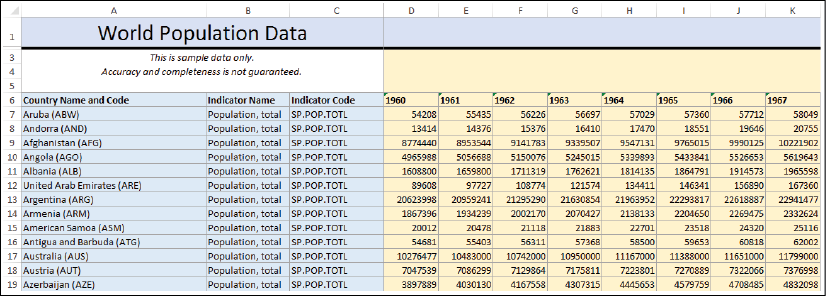 A B C D E F G H I J K
1 World Population Data
3 This is sample data only.
4 Accuracy and completeness is not guaranteed.
5
6 Country Name and Code Indicator Name Indicator Code 1960 1961 1962 1963 1964 1965 1966 1967
7 Aruba (ABW) Population, total SP.POP.TOTL 54208 55435 56226 56697 57029 57360 57712 58049
8 Andorra (AND) Population, total SP.POP.TOTL 13414 14376 15376 16410 17470 18551 19646 20755
9 Afghanistan (AFG) Population, total SP.POP.TOTL 8774440 8953544 9141783 9339507 9547131 9765015 9990125 10221902
10 Angola (AGO) Population, total SP.POP.TOTL 4965988 5056688 5150076 5245015 5339893 5433841 5526653 5619643
11 Albania (ALB) Population, total SP.POP.TOTL 1608800 1659800 1711319 1762621 1814135 1864791 1914573 1965598
12 United Arab Emirates (ARE) Population, total SP.POP.TOTL 89608 97727 108774 121574 134411 146341 156890 167360
13 Argentina (ARG) Population, total SP.POP.TOTL 20623998 20959241 21295290 21630854 21963952 22293817 22618887 22941477
14 Armenia (ARM) Population, total SP.POP.TOTL 1867396 1934239 2002170 2070427 2138133 2204650 2269475 2332624
15 American Samoa (ASM) Population, total SP.POP.TOTL 20012 20478 21118 21883 22701 23518 24320 25116
16 Antigua and Barbuda (ATG) Population, total SP.POP.TOTL 54681 55403 56311 57368 58500 59653 60818 62002
17 Australia (AUS) Population, total SP.POP.TOTL 10276477 10483000 10742000 10950000 11167000 11388000 11651000 11799000
18 Austria (AUT) Population, total SP.POP.TOTL 7047539 7086299 7129864 7175811 7223801 7270889 7322066 7376998
19 Azerbaijan (AZE) Population, total SP.POP.TOTL 3897889 4030130 4167558 4307315 4445653 4579759 4708485 4832098